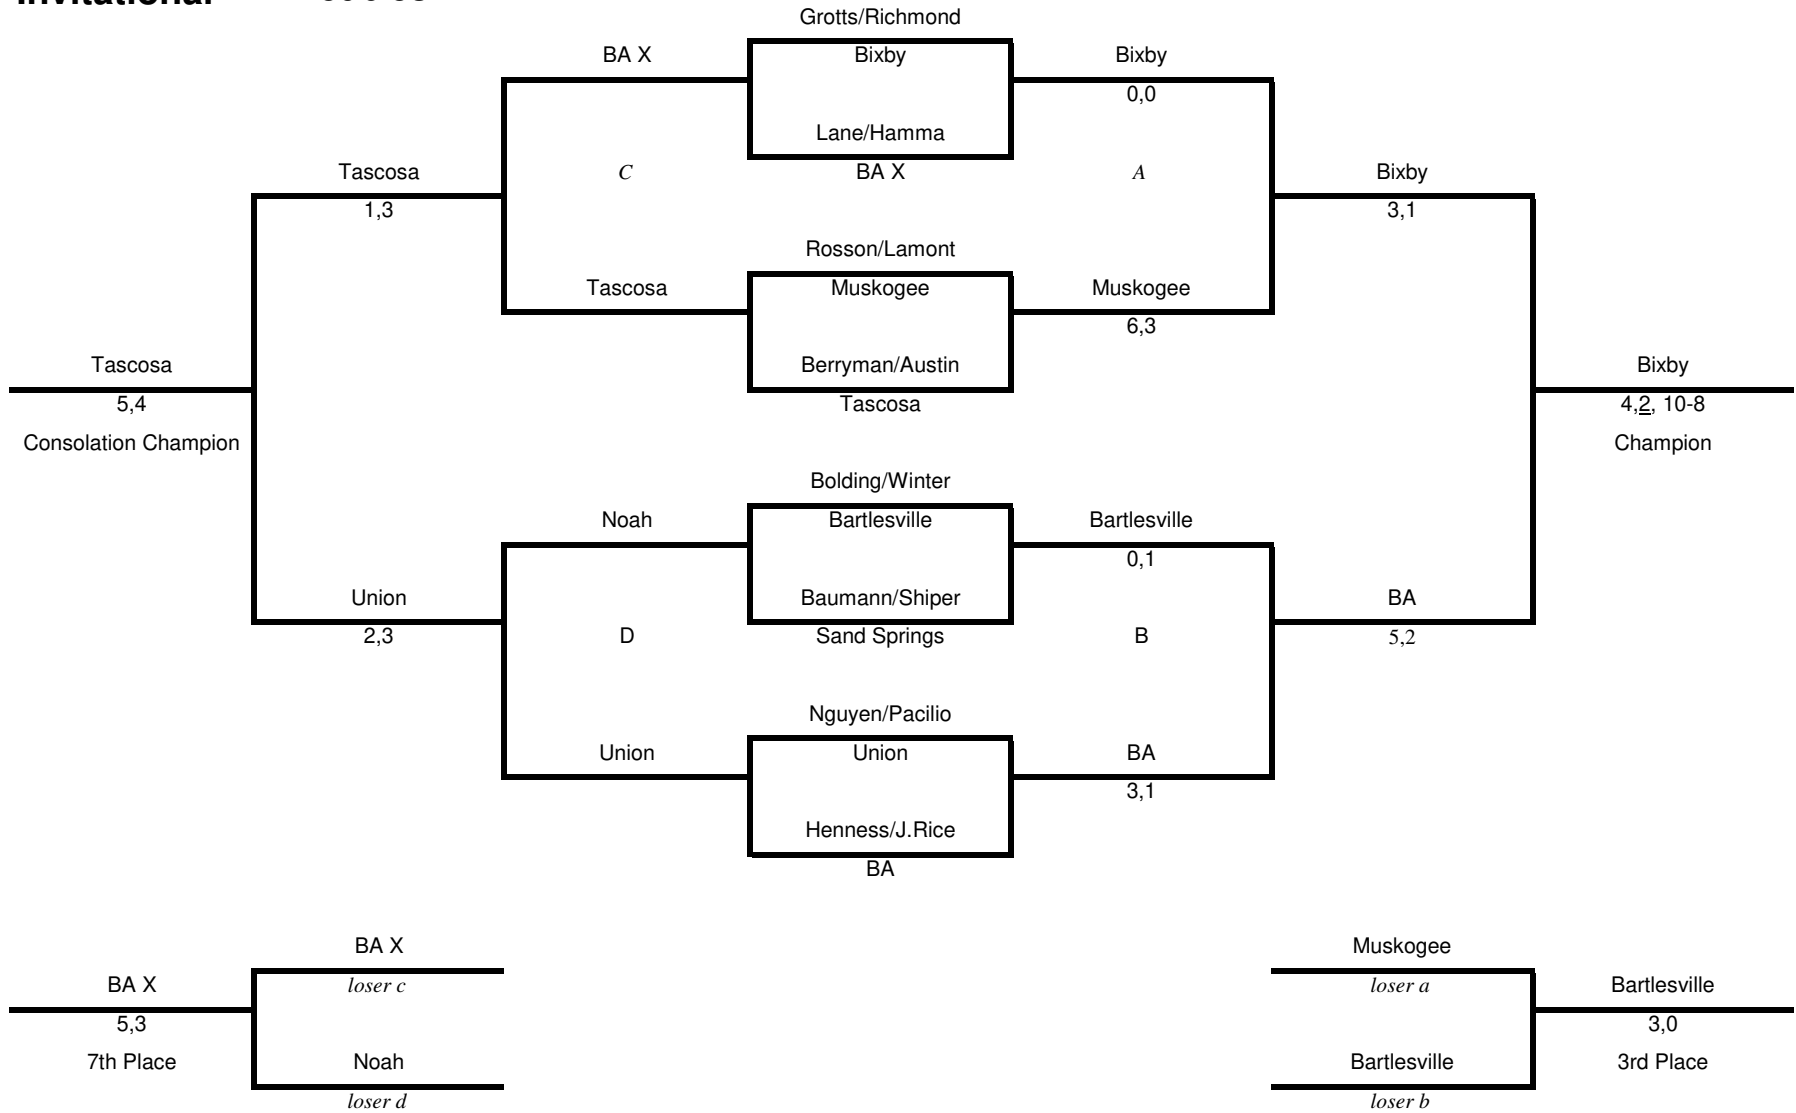 Grotts/Richmond
BA X Bixby Bixby
0,0
Lane/Hamma
Tascosa C BA X A Bixby
1,3 3,1
Rosson/Lamont
Tascosa Muskogee Muskogee
6,3
Tascosa Berryman/Austin Bixby
5,4 Tascosa 4,2, 10-8
Consolation Champion Champion
Bolding/Winter
Noah Bartlesville Bartlesville
0,1
Union Baumann/Shiper BA
2,3 D Sand Springs B 5,2
Nguyen/Pacilio
Union Union BA
3,1
Henness/J.Rice
BA
BA X Muskogee
BA X loser c loser a Bartlesville
5,3 3,0
7th Place Noah Bartlesville 3rd Place
loser d loser b